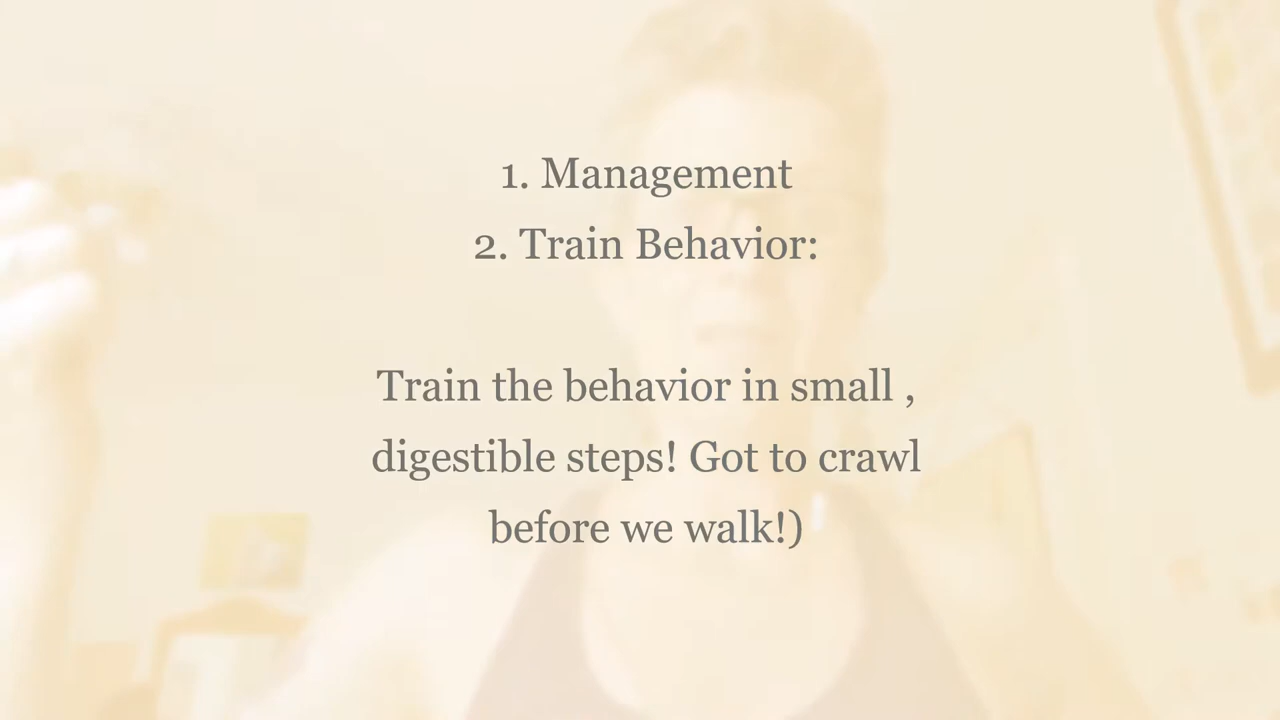 1. Management
2. Train Behavior:
Train the behavior in small ,
digestible steps! Got to crawl
before we walk!)